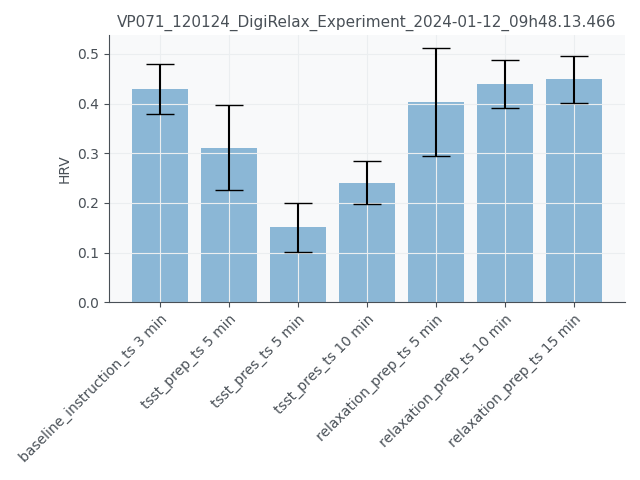 VP071_120124_DigiRelax_Experiment_2024-01-12_09h48.13.466
0.5
0.4
0.3
0.2
0.1
0.0
HRV
baseline_instruction_ts 3 min
tsst_prep_ts 5 min
tsst_pres_ts 5 min
tsst_pres_ts 10 min
relaxation_prep_ts 5 min
relaxation_prep_ts 10 min
relaxation_prep_ts 15 min